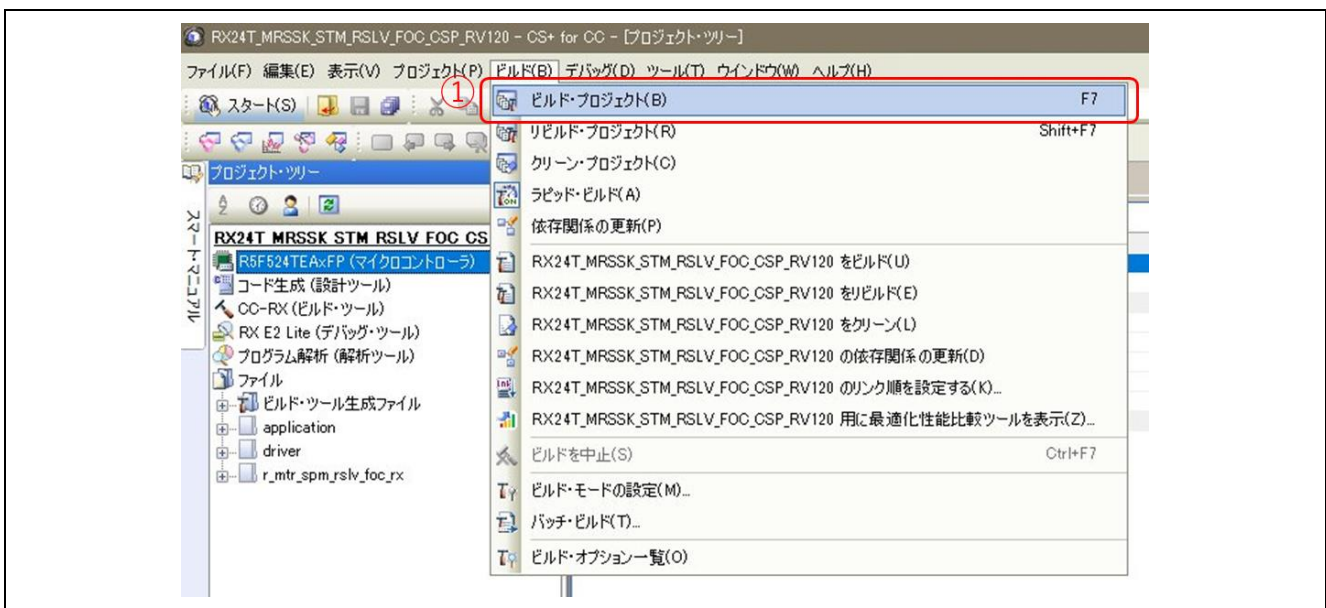 RX24T_MRSSK_STM_RSLV_FOC_CSP_RV120 - CS+ for CC - [プロジェクト・ツリー]
ファイル(F) 編集(E) 表示(V) プロジェクト(P) ビルド(B) デバッグ(D) ツール(T) ウインドウ(W) ヘルプ(H)
スタート(S)
①
ビルド・プロジェクト(B) F7
リビルド・プロジェクト(R) Shift+F7
クリーン・プロジェクト(C)
ラピッド・ビルド(A)
依存関係の更新(P)
RX24T_MRSSK_STM_RSLV_FOC_CSP_RV120 をビルド(U)
RX24T_MRSSK_STM_RSLV_FOC_CSP_RV120 をリビルド(E)
RX24T_MRSSK_STM_RSLV_FOC_CSP_RV120 をクリーン(L)
RX24T_MRSSK_STM_RSLV_FOC_CSP_RV120 の依存関係の更新(D)
RX24T_MRSSK_STM_RSLV_FOC_CSP_RV120 のリンク順を設定する(K)...
RX24T_MRSSK_STM_RSLV_FOC_CSP_RV120 用に最適化性能比較ツールを表示(Z)...
ビルドを中止(S) Ctrl+F7
ビルド・モードの設定(M)...
バッチ・ビルド(T)...
ビルド・オプション一覧(O)
スマート・マニュアル
プロジェクト・ツリー
RX24T_MRSSK_STM_RSLV_FOC_CS
R5F524TEAxFP (マイクロコントローラ)
コード生成 (設計ツール)
CC-RX (ビルド・ツール)
RX E2 Lite (デバッグ・ツール)
プログラム解析 (解析ツール)
ファイル
ビルド・ツール生成ファイル
application
driver
r_mtr_spm_rslv_foc_rx